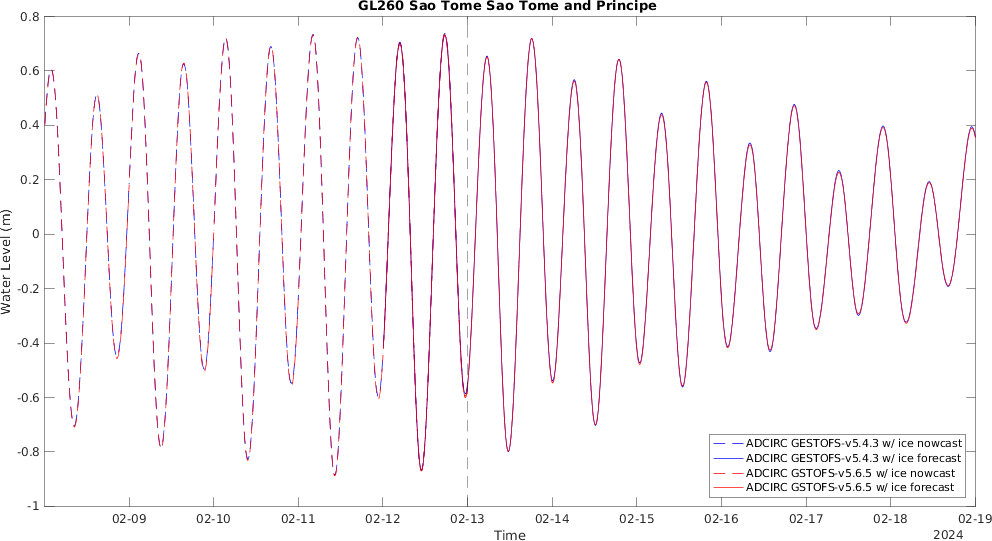 GL260 Sao Tome Sao Tome and Principe
0.8
0.6
0.4
0.2
0
-0.2
-0.4
-0.6
-0.8
-1
Water Level (m)
ADCIRC GESTOFS-v5.4.3 w/ ice nowcast
ADCIRC GESTOFS-v5.4.3 w/ ice forecast
ADCIRC GSTOFS-v5.6.5 w/ ice nowcast
ADCIRC GSTOFS-v5.6.5 w/ ice forecast
02-09 02-10 02-11 02-12 02-13 02-14 02-15 02-16 02-17 02-18 02-19
Time
2024